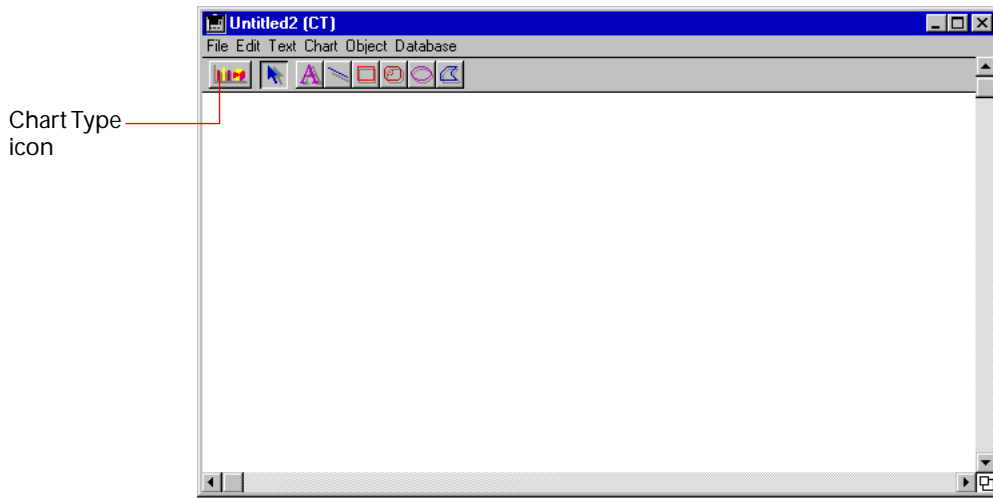 Untitled2 (CT)
File Edit Text Chart Object Database
A
Chart Type
icon